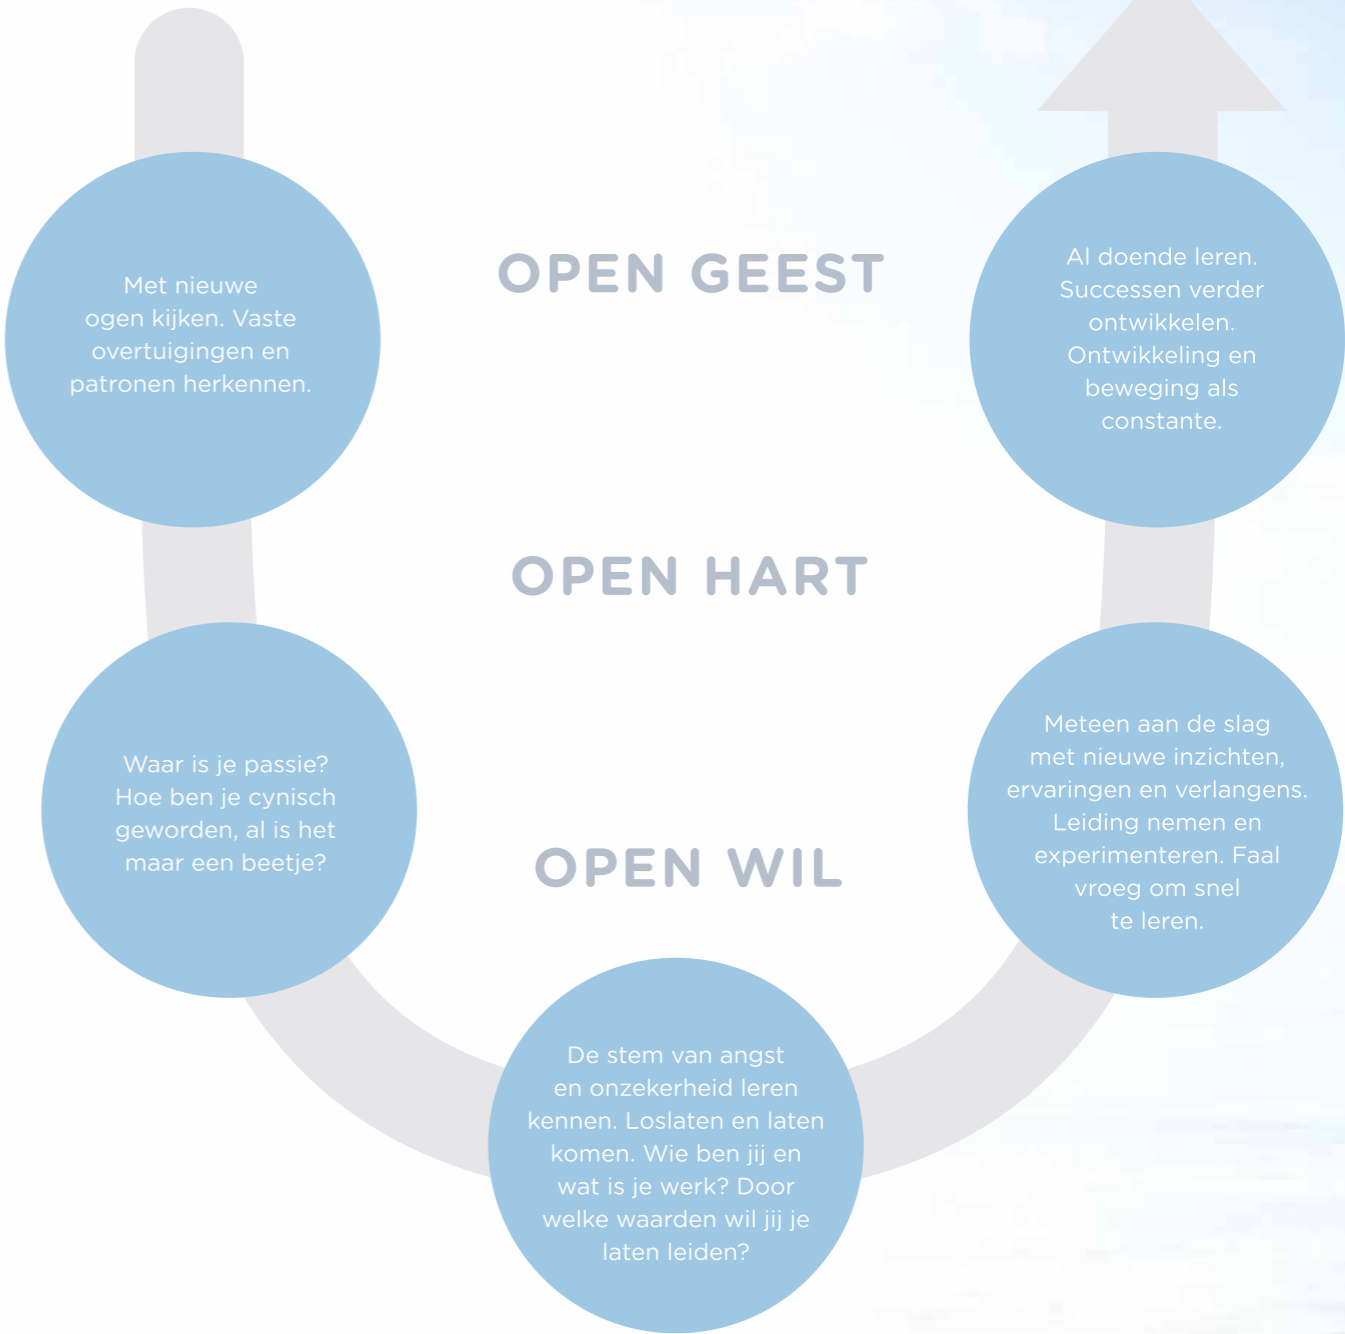 Met nieuwe
ogen kijken. Vaste
overtuigingen en
patronen herkennen.
Waar is je passie?
Hoe ben je cynisch
geworden, al is het
maar een beetje?
De stem van angst
en onzekerheid leren
kennen. Loslaten en laten
komen. Wie ben jij en
wat is je werk? Door
welke waarden wil jij je
laten leiden?
Meteen aan de slag
met nieuwe inzichten,
ervaringen en verlangens.
Leiding nemen en
experimenteren. Faal
vroeg om snel
te leren.
Al doende leren.
Successen verder
ontwikkelen.
Ontwikkeling en
beweging als
constante.
OPEN GEEST
OPEN HART
OPEN WIL